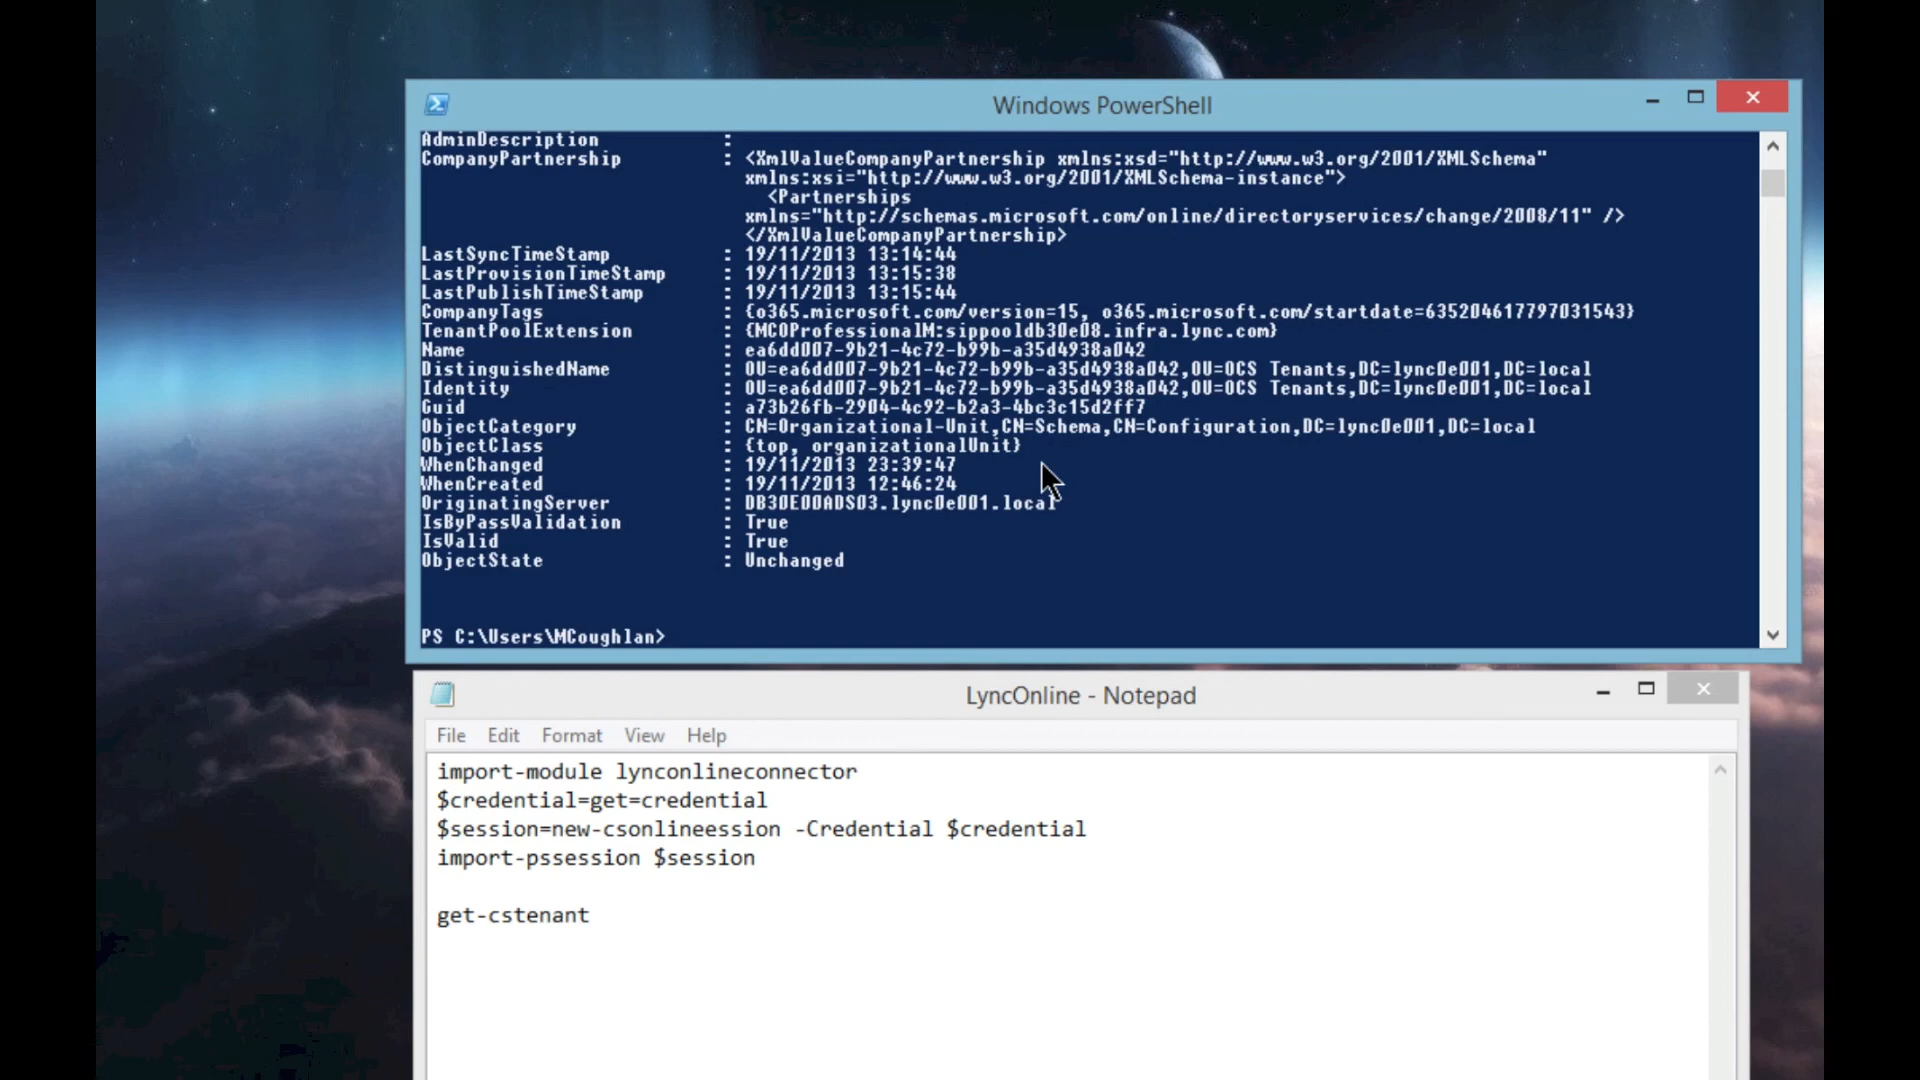 Windows PowerShell
AdminDescription :
CompanyPartnership : <XmlValueCompanyPartnership xmlns:xsd="http://www.w3.org/2001/XMLSchema"
xmlns:xsi="http://www.w3.org/2001/XMLSchema-instance">
<Partnerships
xmlns="http://schemas.microsoft.com/online/directoryservices/change/2008/11" />
</XmlValueCompanyPartnership>
LastSyncTimeStamp : 19/11/2013 13:14:44
LastProvisionTimeStamp : 19/11/2013 13:15:38
LastPublishTimeStamp : 19/11/2013 13:15:44
CompanyTags : {o365.microsoft.com/version=15, o365.microsoft.com/startdate=635204617797031543}
TenantPoolExtension : {MCOProfessionalM:sippooldb30e08.infra.lync.com}
Name : ea6dd007-9b21-4c72-b99b-a35d4938a042
DistinguishedName : OU=ea6dd007-9b21-4c72-b99b-a35d4938a042,OU=OCS Tenants,DC=lync0e001,DC=local
Identity : OU=ea6dd007-9b21-4c72-b99b-a35d4938a042,OU=OCS Tenants,DC=lync0e001,DC=local
Guid : a73b26fb-2904-4c92-b2a3-4bc3c15d2ff7
ObjectCategory : CN=Organizational-Unit,CN=Schema,CN=Configuration,DC=lync0e001,DC=local
ObjectClass : {top, organizationalUnit}
WhenChanged : 19/11/2013 23:39:47
WhenCreated : 19/11/2013 12:46:24
OriginatingServer : DB30E00ADS03.lync0e001.local
IsByPassValidation : True
IsValid : True
ObjectState : Unchanged
PS C:\Users\MCoughlan>
LyncOnline - Notepad
File Edit Format View Help
import-module lynconlineconnector
$credential=get=credential
$session=new-csonlineession -Credential $credential
import-pssession $session
get-cstenant